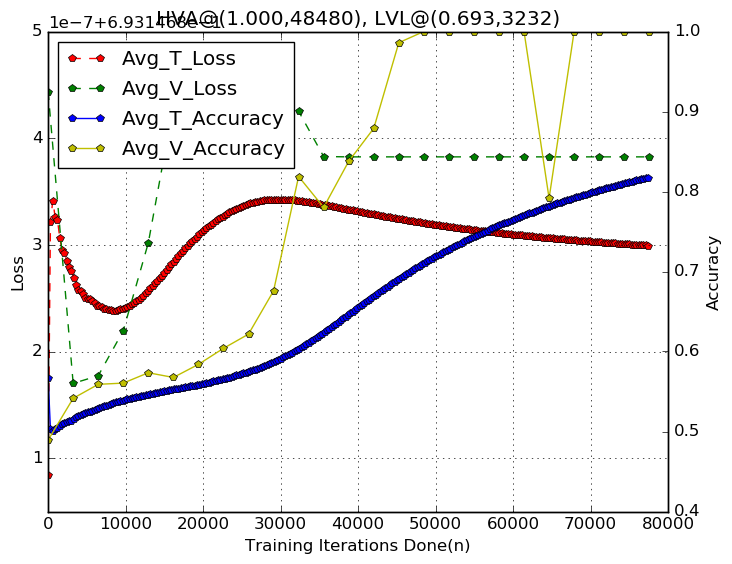 HVA@(1.000,48480), LVL@(0.693,3232)
1e-7+6.931468e-1
Avg_T_Loss
Avg_V_Loss
Avg_T_Accuracy
Avg_V_Accuracy
5
4
3
2
1
Loss
1.0
0.9
0.8
0.7
0.6
0.5
0.4
Accuracy
0 10000 20000 30000 40000 50000 60000 70000 80000
Training Iterations Done(n)